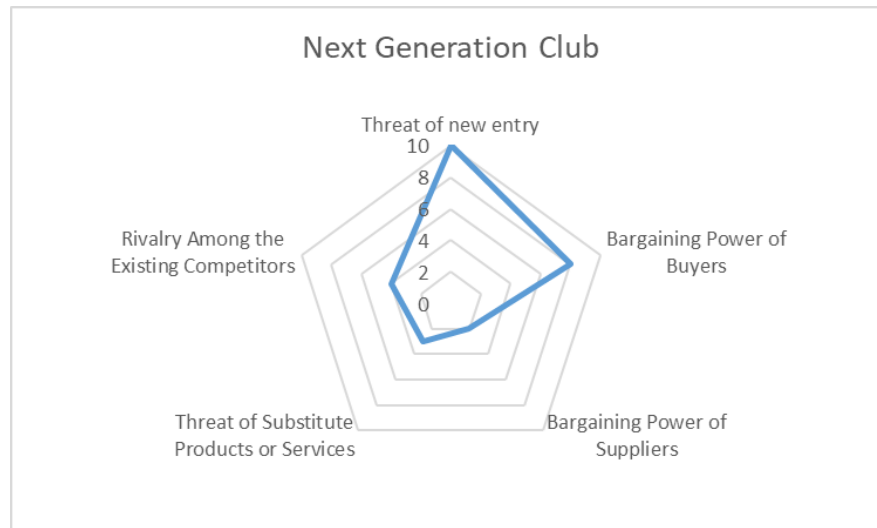 Next Generation Club
Threat of new entry
10
8
6
4
2
0
Rivalry Among the
Existing Competitors
Bargaining Power of
Buyers
Threat of Substitute
Products or Services
Bargaining Power of
Suppliers